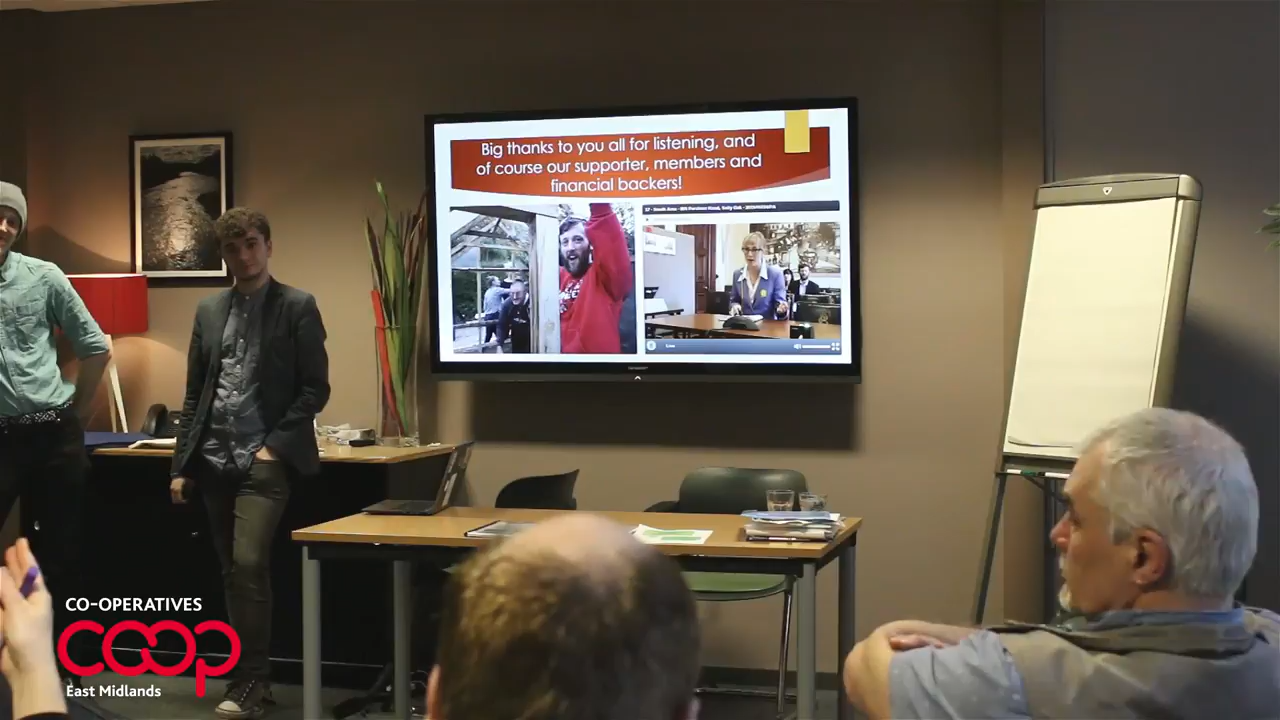 Big thanks to you all for listening, and
of course our supporter, members and
financial backers!
CO-OPERATIVES
coop
East Midlands